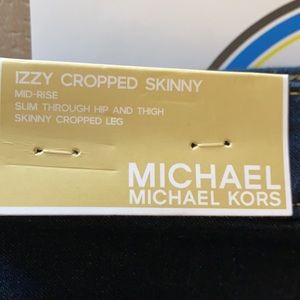 IZZY CROPPED SKINNY
MID-RISE
SLIM THROUGH HIP AND THIGH
SKINNY CROPPED LEG
MICHAEL
MICHAEL KORS